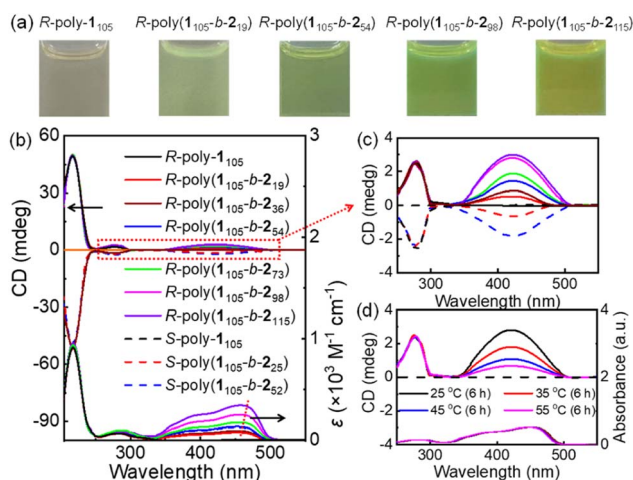 (a) R-poly-1₁₀₅ R-poly(1₁₀₅-b-2₁₉) R-poly(1₁₀₅-b-2₅₄) R-poly(1₁₀₅-b-2₉₈) R-poly(1₁₀₅-b-2₁₁₅)
(b)
CD (mdeg)
60
30
0
-30
-60
-90
R-poly-1₁₀₅
R-poly(1₁₀₅-b-2₁₉)
R-poly(1₁₀₅-b-2₃₆)
R-poly(1₁₀₅-b-2₅₄)
R-poly(1₁₀₅-b-2₇₃)
R-poly(1₁₀₅-b-2₉₈)
R-poly(1₁₀₅-b-2₁₁₅)
S-poly-1₁₀₅
S-poly(1₁₀₅-b-2₂₅)
S-poly(1₁₀₅-b-2₅₂)
3
2
1
0
ε (×10³ M⁻¹ cm⁻¹)
300 400 500
Wavelength (nm)
(c)
CD (medg)
4
2
0
-2
-4
300 400 500
Wavelength (nm)
(d)
CD (mdeg)
4
2
0
-2
-4
25 °C (6 h) 35 °C (6 h)
45 °C (6 h) 55 °C (6 h)
4
2
0
Absorbance (a.u.)
300 400 500
Wavelength (nm)